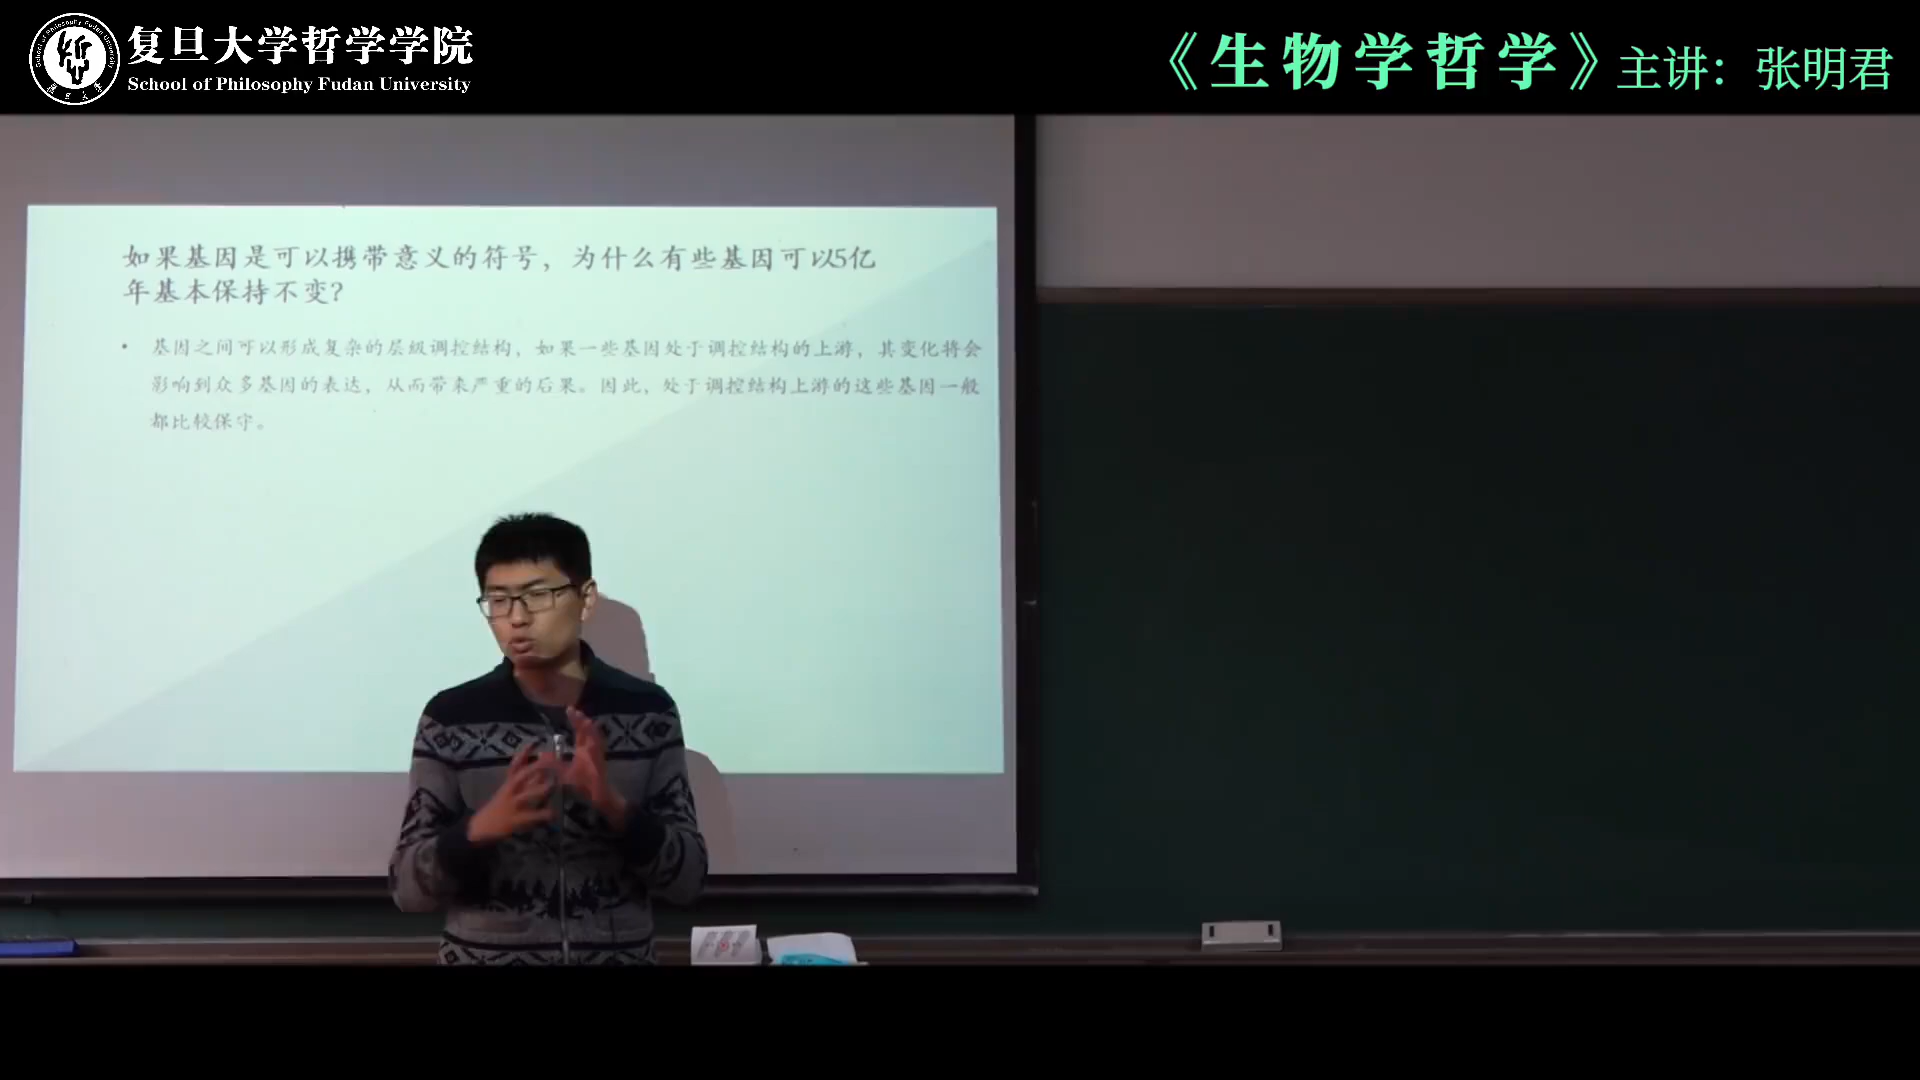 复旦大学哲学学院
School of Philosophy Fudan University
《生物学哲学》主讲：张明君
如果基因是可以携带意义的符号，为什么有些基因可以5亿
年基本保持不变？
• 基因之间可以形成复杂的层级调控结构，如果一些基因处于调控结构的上游，其变化将会
影响到众多基因的表达，从而带来严重的后果。因此，处于调控结构上游的这些基因一般
都比较保守。